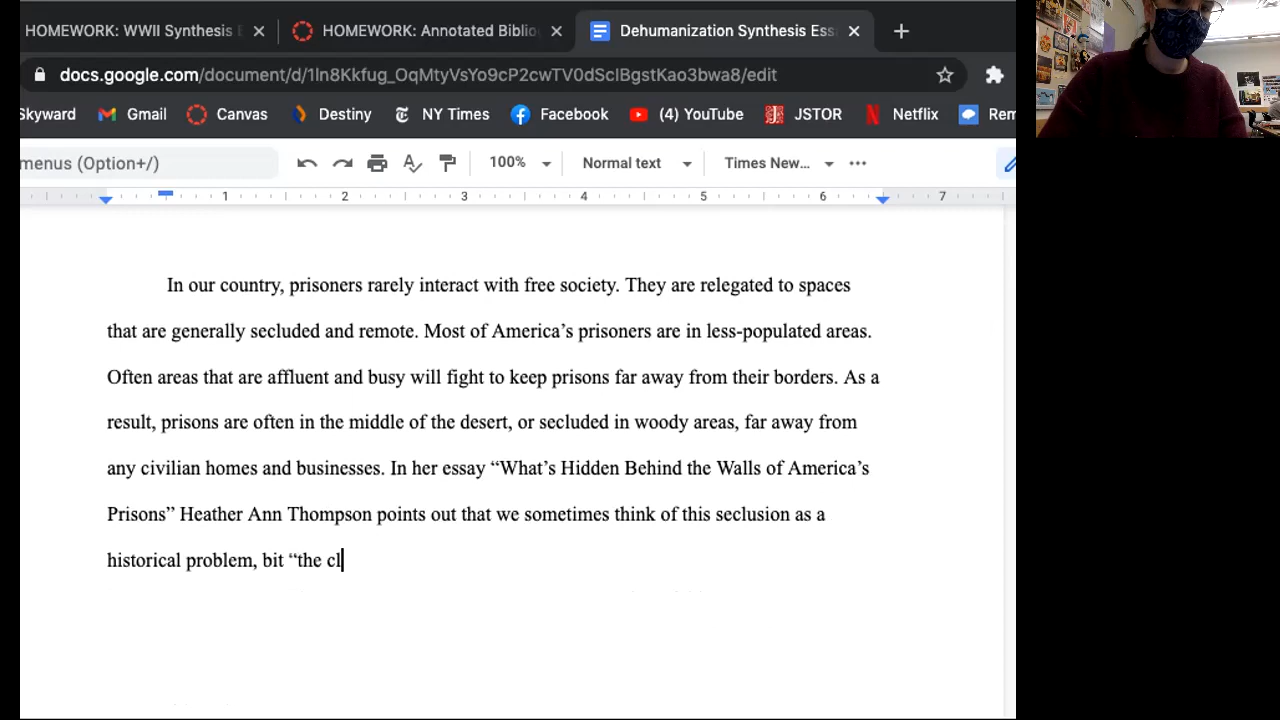 HOMEWORK: WWII Synthesis E
HOMEWORK: Annotated Biblio
Dehumanization Synthesis Ess
docs.google.com/document/d/1ln8Kkfug_OqMtyVsYo9cP2cwTV0dSclBgstKao3bwa8/edit
Skyward Gmail Canvas Destiny NY Times Facebook (4) YouTube JSTOR Netflix Rem
menus (Option+/) 100% Normal text Times New...
1 2 3 4 5 6 7
In our country, prisoners rarely interact with free society. They are relegated to spaces
that are generally secluded and remote. Most of America’s prisoners are in less-populated areas.
Often areas that are affluent and busy will fight to keep prisons far away from their borders. As a
result, prisons are often in the middle of the desert, or secluded in woody areas, far away from
any civilian homes and businesses. In her essay “What’s Hidden Behind the Walls of America’s
Prisons” Heather Ann Thompson points out that we sometimes think of this seclusion as a
historical problem, bit “the cl